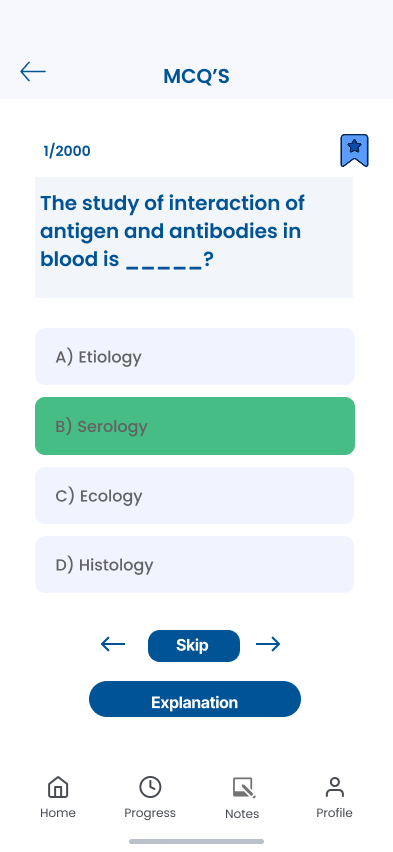 MCQ'S
1/2000
The study of interaction of
antigen and antibodies in
blood is _____?
A) Etiology
B) Serology
C) Ecology
D) Histology
Skip
Explanation
Home
Progress
Notes
Profile